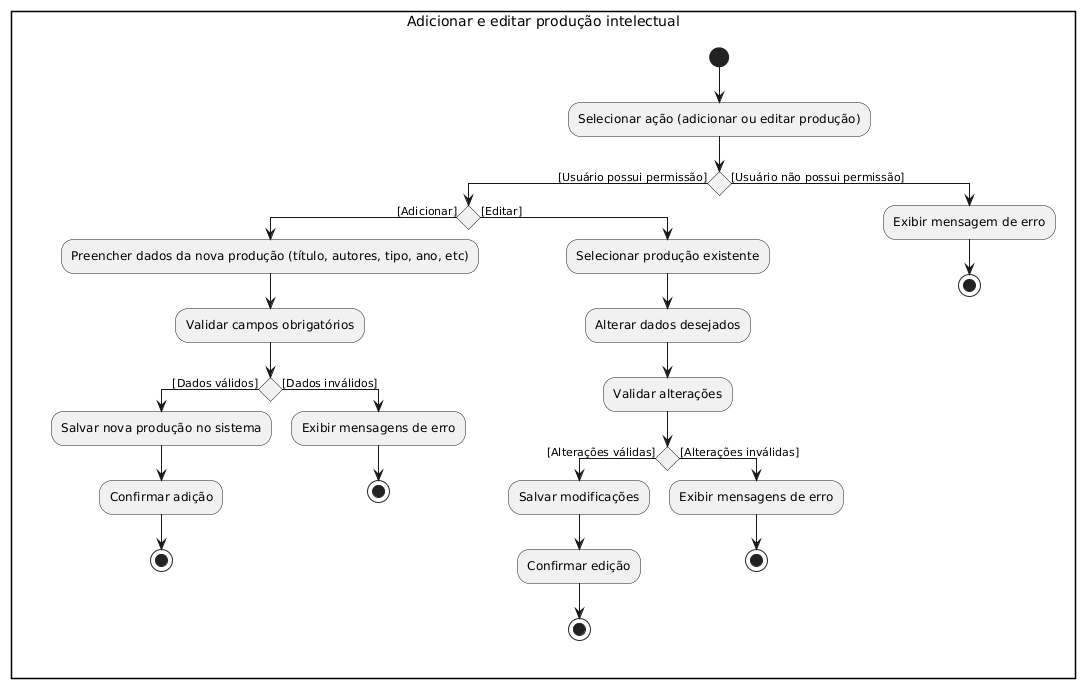 Adicionar e editar produção intelectual
Selecionar ação (adicionar ou editar produção)
[Usuário possui permissão]
[Usuário não possui permissão]
[Adicionar]
[Editar]
Exibir mensagem de erro
Preencher dados da nova produção (título, autores, tipo, ano, etc)
Selecionar produção existente
Validar campos obrigatórios
Alterar dados desejados
[Dados válidos]
[Dados inválidos]
Validar alterações
Salvar nova produção no sistema
Exibir mensagens de erro
[Alterações válidas]
[Alterações inválidas]
Confirmar adição
Salvar modificações
Exibir mensagens de erro
Confirmar edição